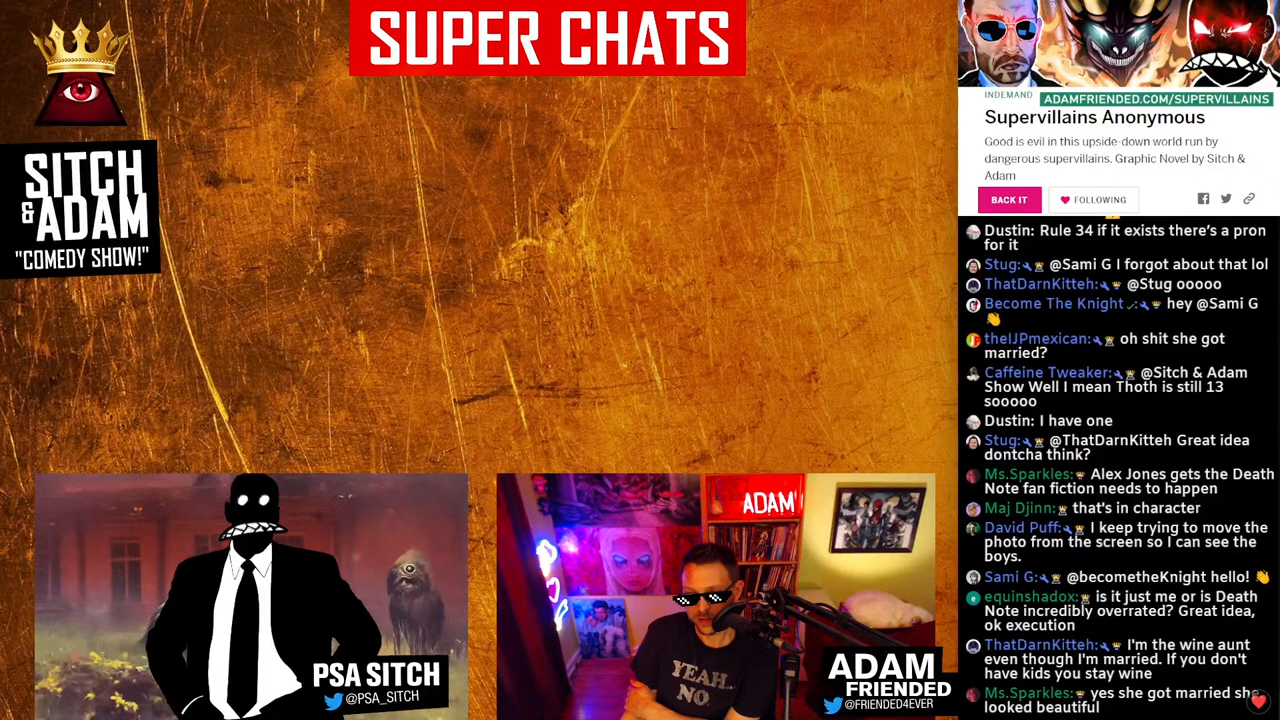 SUPER CHATS
SITCH
& ADAM
"COMEDY SHOW!"
INDEMAND
ADAMFRIENDED.COM/SUPERVILLAINS
Supervillains Anonymous
Good is evil in this upside-down world run by
dangerous supervillains. Graphic Novel by Sitch &
Adam
BACK IT
FOLLOWING
Dustin: Rule 34 if it exists there's a pron
for it
Stug: @Sami G I forgot about that lol
ThatDarnKitteh: @Stug ooooo
Become The Knight: hey @Sami G
theIJPmexican: oh shit she got
married?
Caffeine Tweaker: @Sitch & Adam
Show Well I mean Thoth is still 13
sooooo
Dustin: I have one
Stug: @ThatDarnKitteh Great idea
dontcha think?
Ms.Sparkles: Alex Jones gets the Death
Note fan fiction needs to happen
Maj Djinn: that's in character
David Puff: I keep trying to move the
photo from the screen so I can see the
boys.
Sami G: @becometheKnight hello!
equinshadox: is it just me or is Death
Note incredibly overrated? Great idea,
ok execution
ThatDarnKitteh: I'm the wine aunt
even though I'm married. If you don't
have kids you stay wine
Ms.Sparkles: yes she got married she
looked beautiful
PSA SITCH
@PSA_SITCH
ADAM
YEAH..
NO.
ADAM
FRIENDED
@FRIENDED4EVER